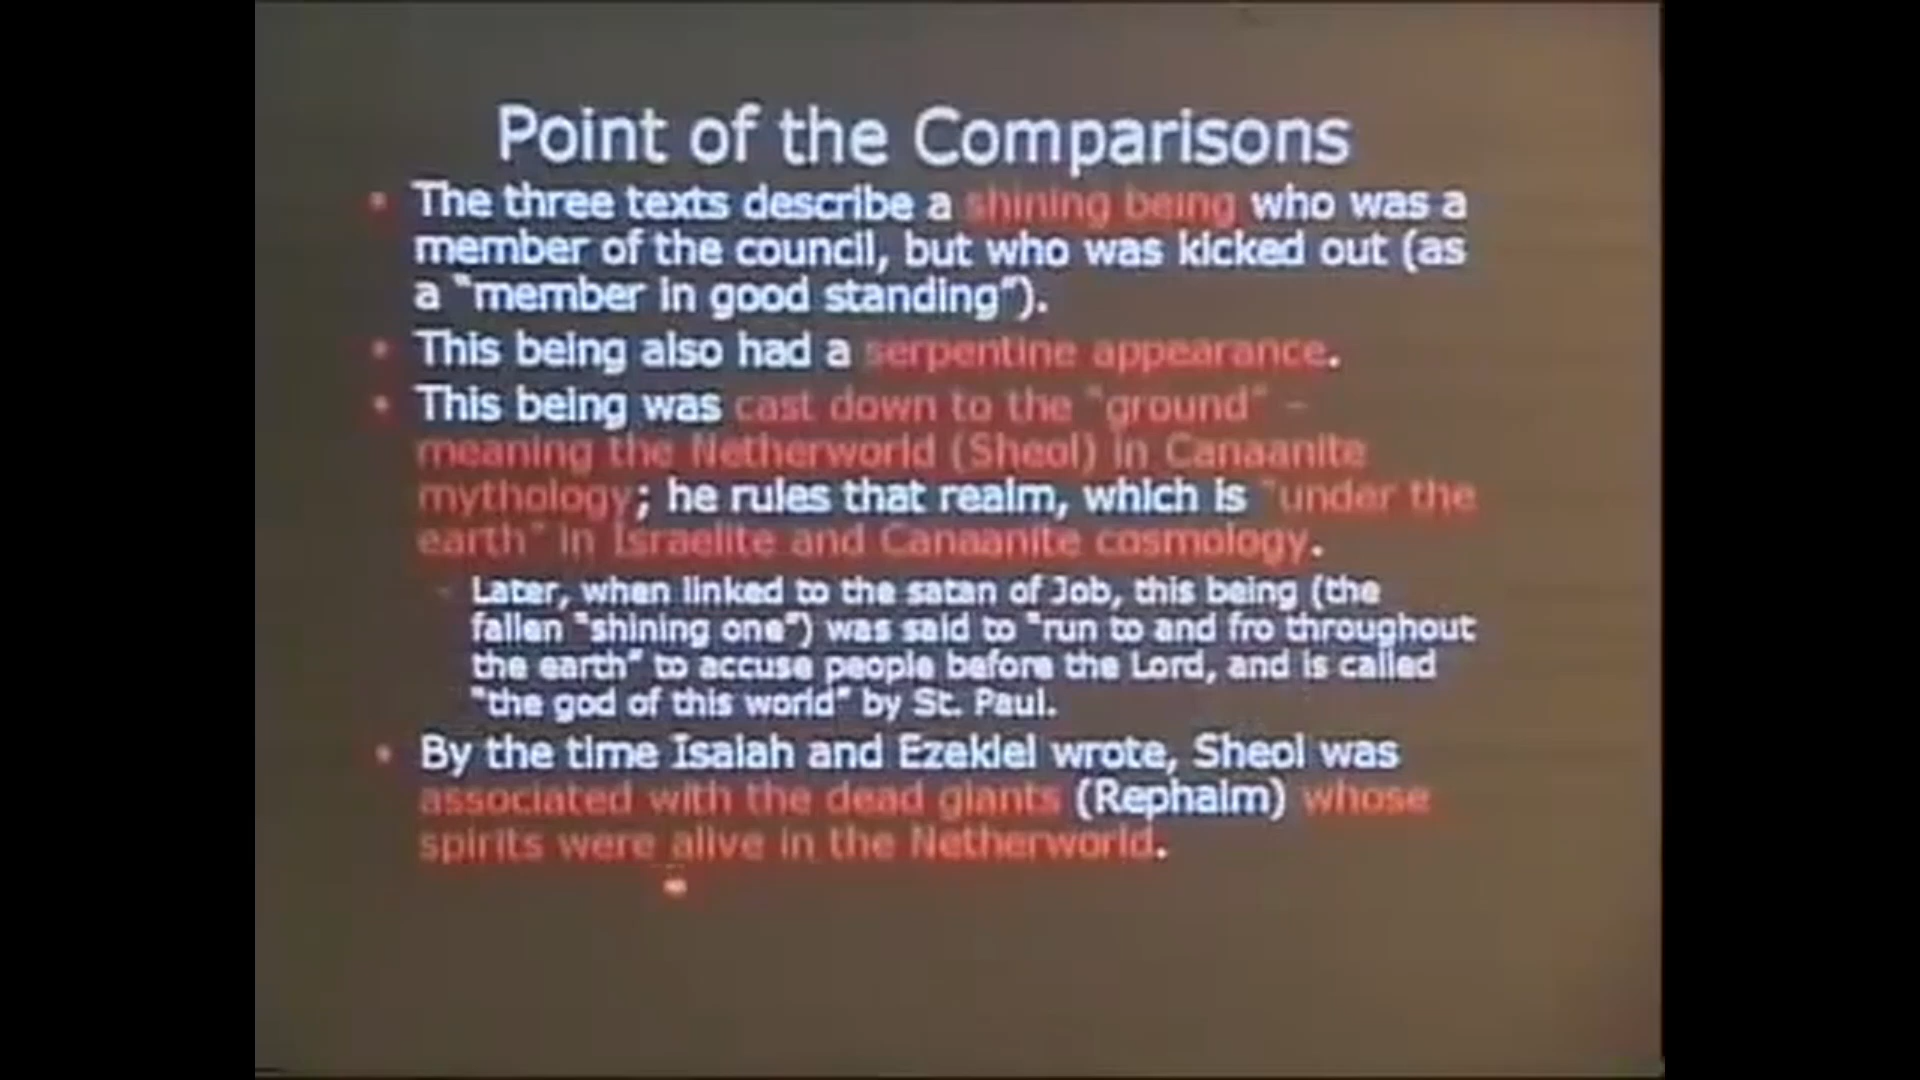 Point of the Comparisons
• The three texts describe a shining being who was a
member of the council, but who was kicked out (as
a "member in good standing").
• This being also had a serpentine appearance.
• This being was cast down to the "ground" –
meaning the Netherworld (Sheol) in Canaanite
mythology; he rules that realm, which is "under the
earth" in Israelite and Canaanite cosmology.
– Later, when linked to the satan of Job, this being (the
fallen "shining one") was said to "run to and fro throughout
the earth" to accuse people before the Lord, and is called
"the god of this world" by St. Paul.
• By the time Isaiah and Ezekiel wrote, Sheol was
associated with the dead giants (Rephaim) whose
spirits were alive in the Netherworld.